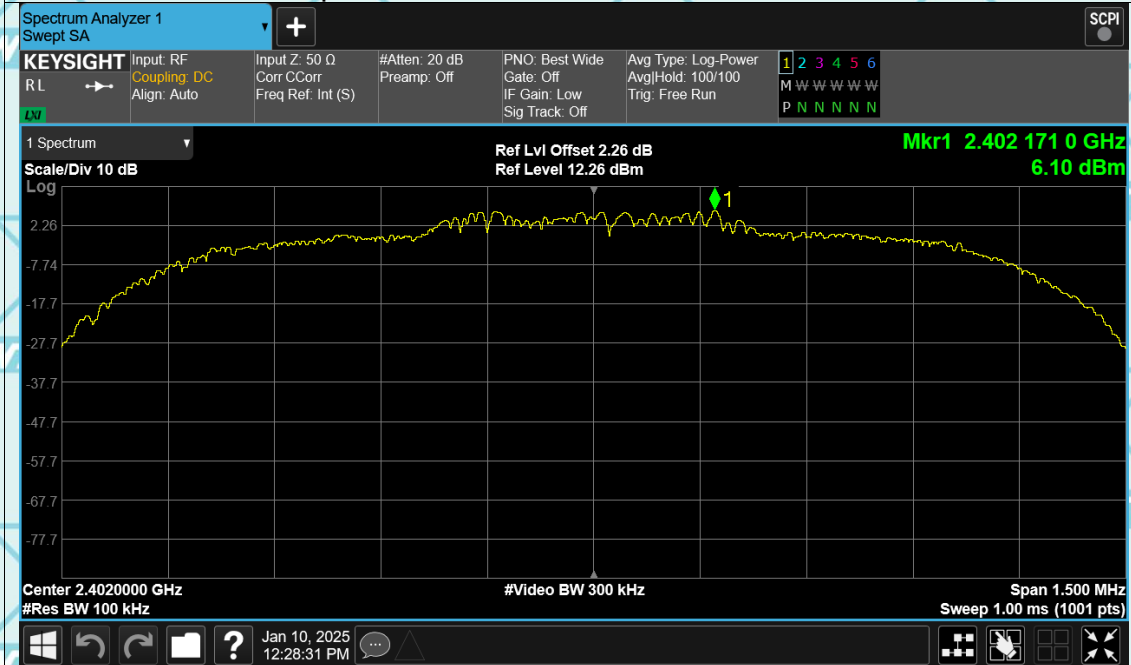 Spectrum Analyzer 1
Swept SA
SCPI
KEYSIGHT
R L
LXI
Input: RF
Coupling: DC
Align: Auto
Input Z: 50 Ω
Corr CCorr
Freq Ref: Int (S)
#Atten: 20 dB
Preamp: Off
PNO: Best Wide
Gate: Off
IF Gain: Low
Sig Track: Off
Avg Type: Log-Power
Avg|Hold: 100/100
Trig: Free Run
1 2 3 4 5 6
M W W W W W
P N N N N N
1 Spectrum
Scale/Div 10 dB
Log
Ref Lvl Offset 2.26 dB
Ref Level 12.26 dBm
Mkr1 2.402 171 0 GHz
6.10 dBm
1
2.26
-7.74
-17.7
-27.7
-37.7
-47.7
-57.7
-67.7
-77.7
Center 2.4020000 GHz
#Res BW 100 kHz
#Video BW 300 kHz
Span 1.500 MHz
Sweep 1.00 ms (1001 pts)
?
Jan 10, 2025
12:28:31 PM